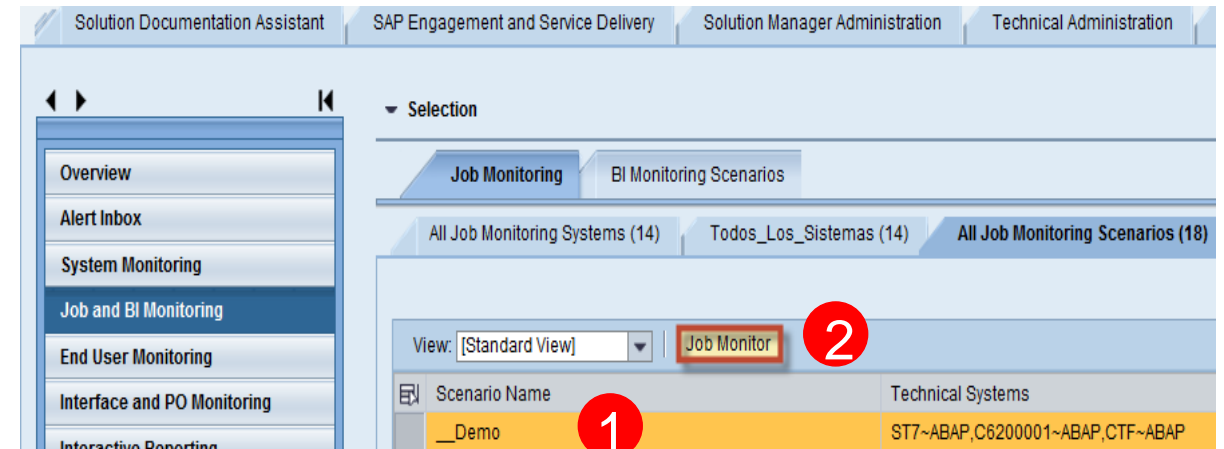 Solution Documentation Assistant SAP Engagement and Service Delivery Solution Manager Administration Technical Administration
Selection
Overview
Alert Inbox
System Monitoring
Job and BI Monitoring
End User Monitoring
Interface and PO Monitoring
Interactive Reporting
Job Monitoring BI Monitoring Scenarios
All Job Monitoring Systems (14) Todos_Los_Sistemas (14) All Job Monitoring Scenarios (18)
View: [Standard View] Job Monitor 2
Scenario Name Technical Systems
__Demo 1 ST7~ABAP,C6200001~ABAP,CTF~ABAP